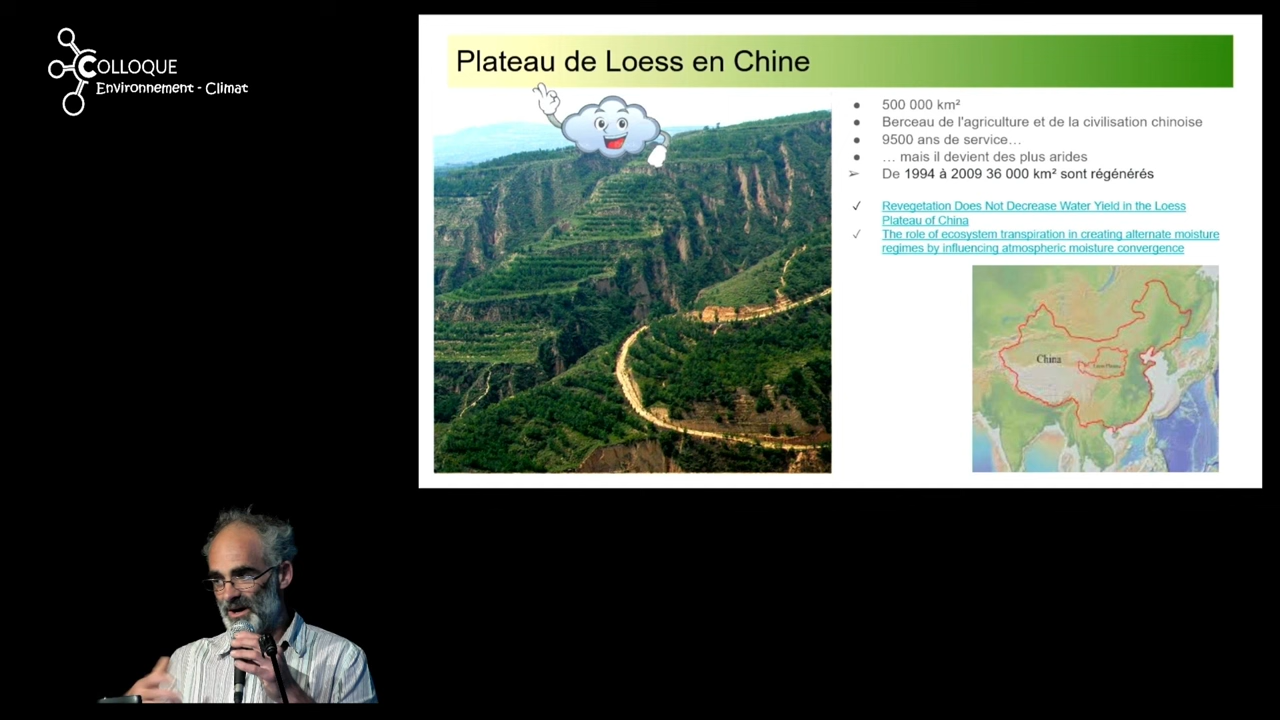 COLLOQUE
Environnement - Climat
Plateau de Loess en Chine
500 000 km²
Berceau de l'agriculture et de la civilisation chinoise
9500 ans de service…
… mais il devient des plus arides
De 1994 à 2009 36 000 km² sont régénérés
Revegetation Does Not Decrease Water Yield in the Loess
Plateau of China
The role of ecosystem transpiration in creating alternate moisture
regimes by influencing atmospheric moisture convergence
China
Loess Plateau